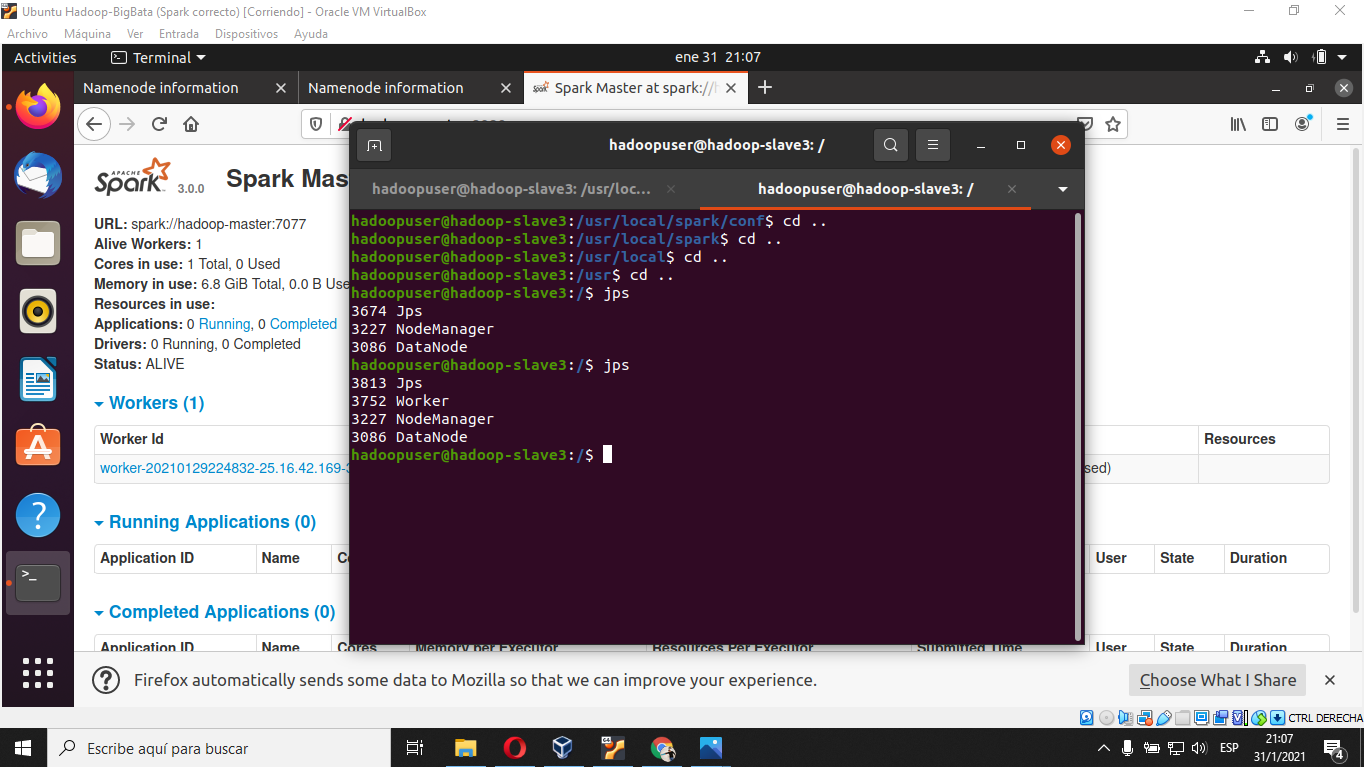 Ubuntu Hadoop-BigBata (Spark correcto) [Corriendo] - Oracle VM VirtualBox
Archivo Máquina Ver Entrada Dispositivos Ayuda
Activities Terminal ene 31 21:07
Namenode information Namenode information Spark Master at spark://h
hadoopuser@hadoop-slave3: /
hadoopuser@hadoop-slave3: /usr/loc... hadoopuser@hadoop-slave3: /
hadoopuser@hadoop-slave3:/usr/local/spark/conf$ cd ..
hadoopuser@hadoop-slave3:/usr/local/spark$ cd ..
hadoopuser@hadoop-slave3:/usr/local$ cd ..
hadoopuser@hadoop-slave3:/usr$ cd ..
hadoopuser@hadoop-slave3:/$ jps
3674 Jps
3227 NodeManager
3086 DataNode
hadoopuser@hadoop-slave3:/$ jps
3813 Jps
3752 Worker
3227 NodeManager
3086 DataNode
hadoopuser@hadoop-slave3:/$
APACHE Spark 3.0.0 Spark Mas
URL: spark://hadoop-master:7077
Alive Workers: 1
Cores in use: 1 Total, 0 Used
Memory in use: 6.8 GiB Total, 0.0 B Use
Resources in use:
Applications: 0 Running, 0 Completed
Drivers: 0 Running, 0 Completed
Status: ALIVE
Workers (1)
Worker Id Resources
worker-20210129224832-25.16.42.169-3 sed)
Running Applications (0)
Application ID Name User State Duration
Completed Applications (0)
Application ID Name Cores Memory per Executor Resources Per Executor Submitted Time User State Duration
Firefox automatically sends some data to Mozilla so that we can improve your experience. Choose What I Share
CTRL DERECHA
Escribe aquí para buscar ESP 21:07
31/1/2021 4